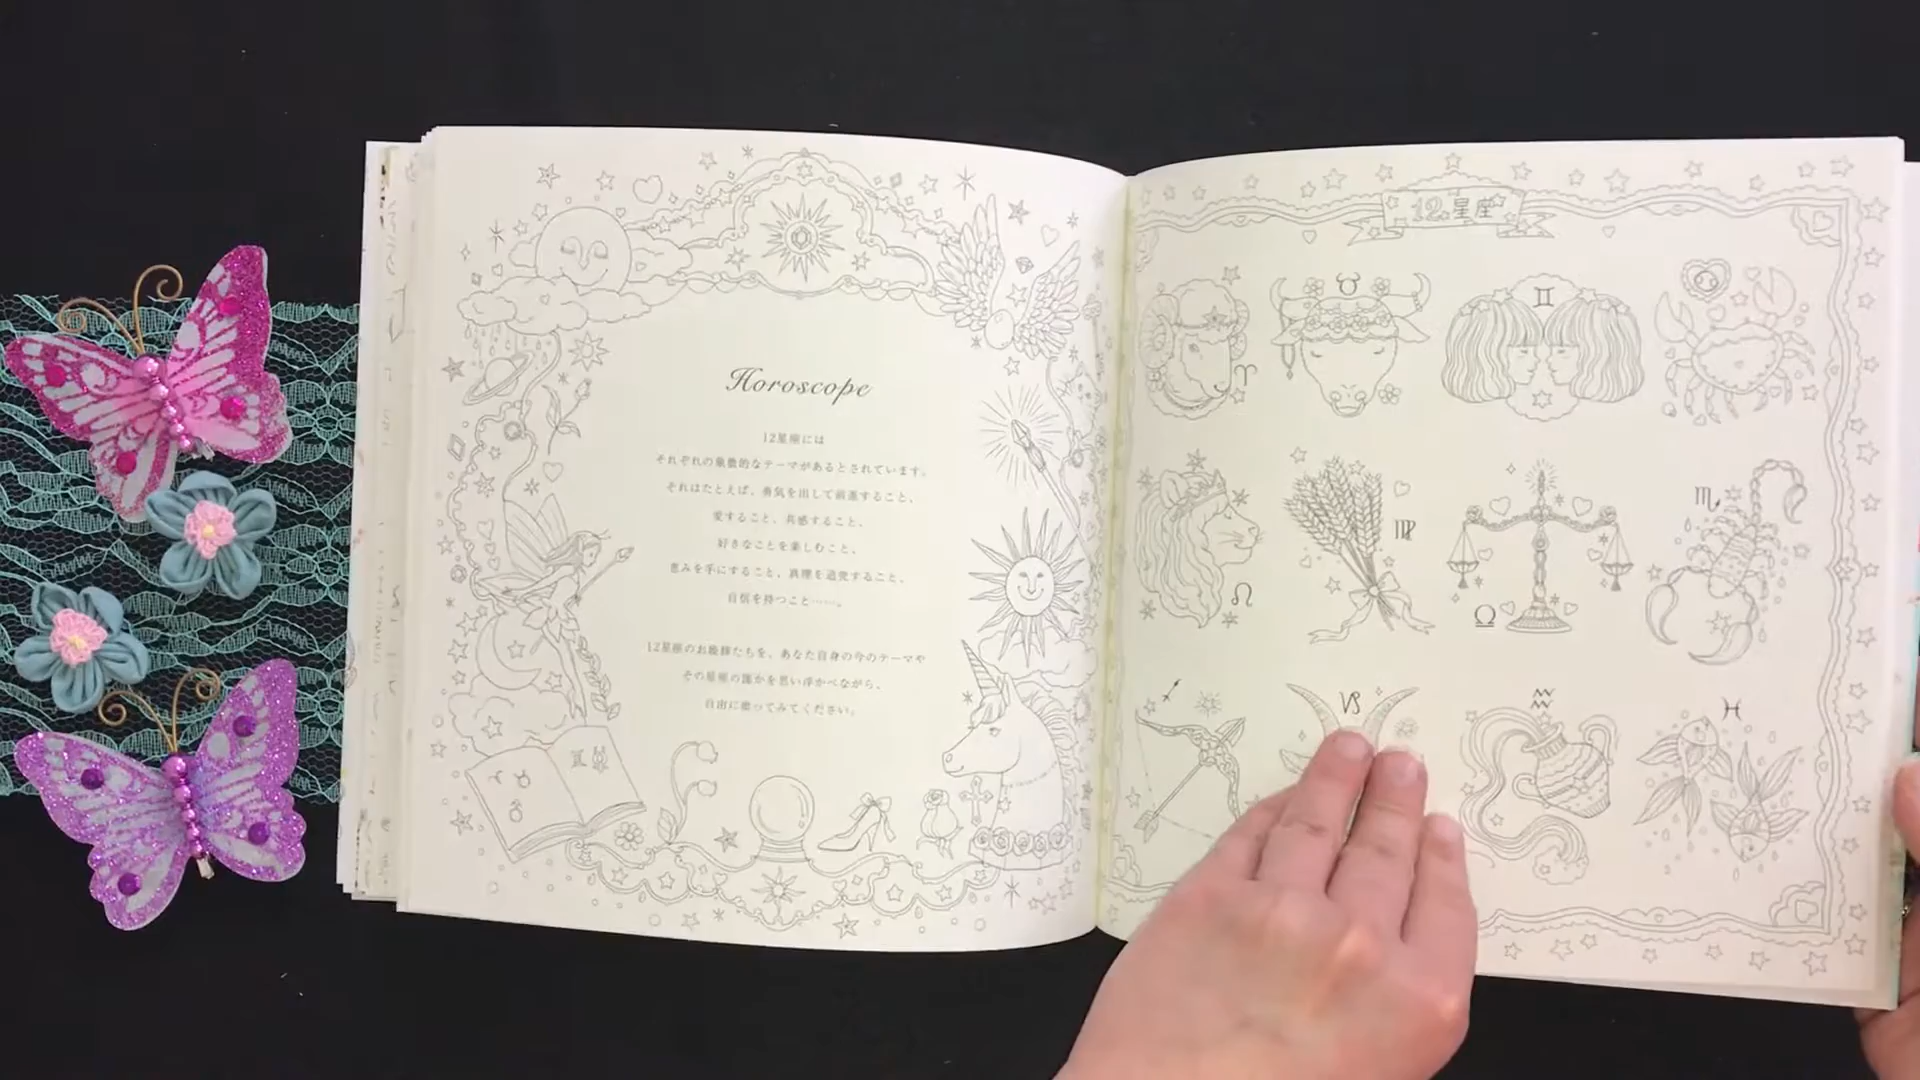 Horoscope
12星座には
それぞれの象徴的なテーマがあるとされています。
それはたとえば、勇気を出して前進すること、
愛すること、共感すること、
好きなことを楽しむこと、
恵みを手にすること、真理を追究すること、
自信を持つこと……。
12星座のお姫様たちを、あなた自身の今のテーマや
その星座の誰かを思い浮かべながら、
自由に塗ってみてください。
12星座
♈
♉
♊
♋
♌
♍
♎
♏
♐
♑
♒
♓